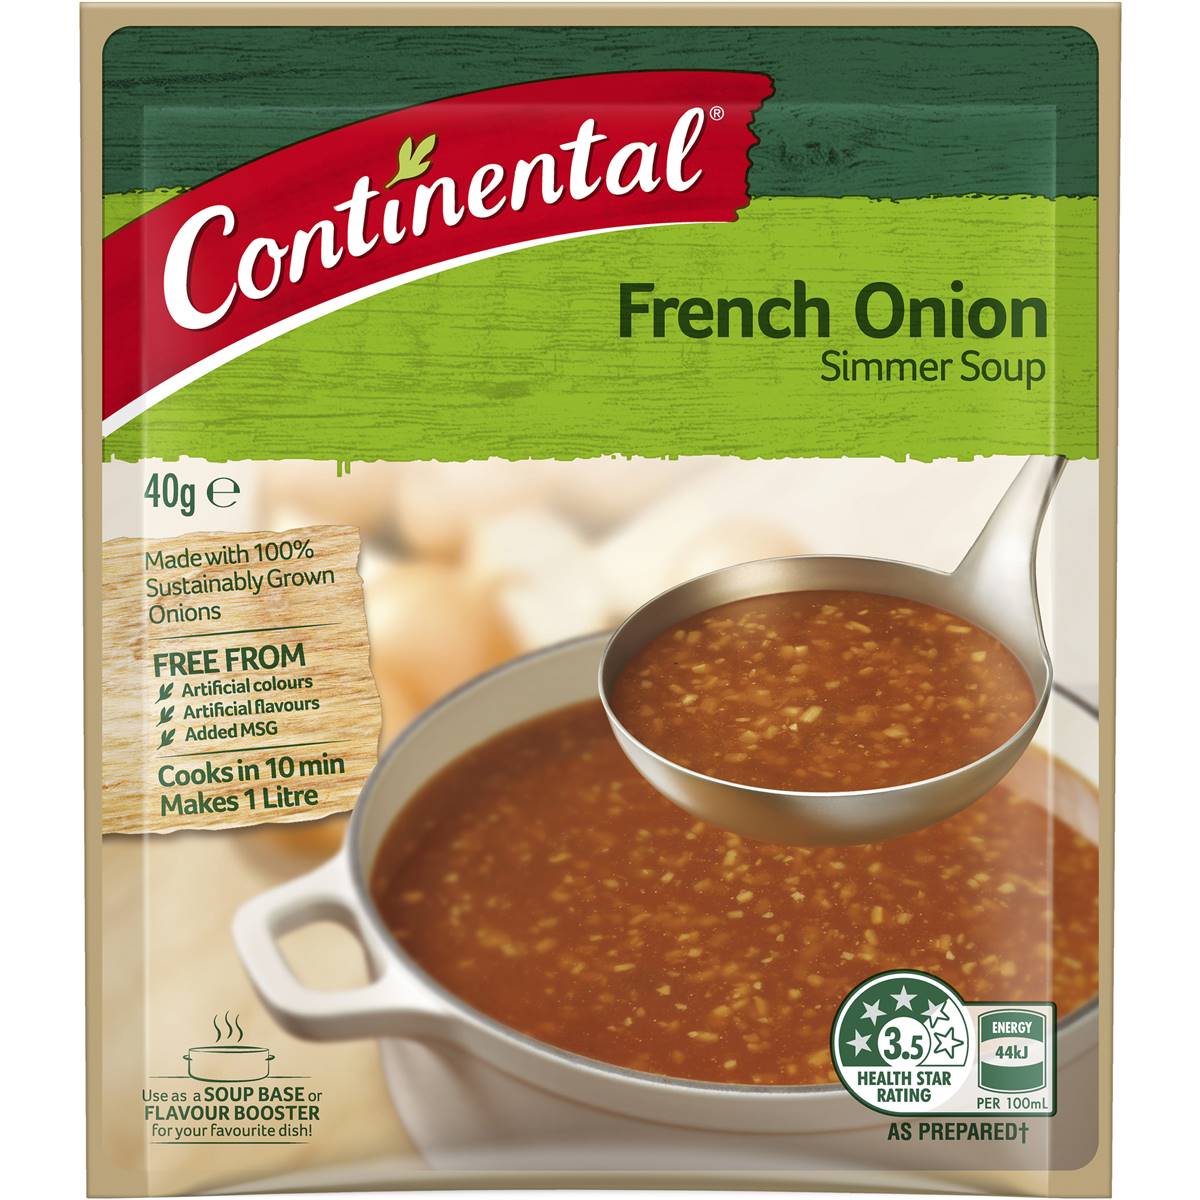 Continental®
French Onion
Simmer Soup
40g ℮
Made with 100%
Sustainably Grown
Onions
FREE FROM
Artificial colours
Artificial flavours
Added MSG
Cooks in 10 min
Makes 1 Litre
Use as a SOUP BASE or
FLAVOUR BOOSTER
for your favourite dish!
3.5
HEALTH STAR
RATING
ENERGY
44kJ
PER 100mL
AS PREPARED†